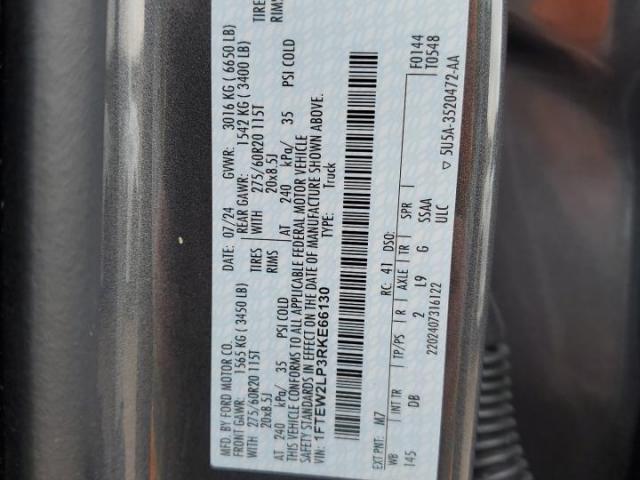 MFD. BY FORD MOTOR CO.
DATE: 07/24 GVWR: 3016 KG ( 6650 LB)
FRONT GAWR: 1565 KG ( 3450 LB) REAR GAWR: 1542 KG ( 3400 LB)
WITH 275/60R20 115T TIRES WITH 275/60R20 115T TIRES
20x8.5J RIMS 20x8.5J RIMS
AT 240 kPa/ 35 PSI COLD AT 240 kPa/ 35 PSI COLD
THIS VEHICLE CONFORMS TO ALL APPLICABLE FEDERAL MOTOR VEHICLE
SAFETY STANDARDS IN EFFECT ON THE DATE OF MANUFACTURE SHOWN ABOVE.
VIN: 1FTEW2LP3RKE66130 TYPE: Truck
F0144
T0548
EXT PNT: M7 RC: 41 DSO:
WB INT TR TP/PS R AXLE TR SPR
145 DB 2 L9 G SSAA
2202407316122 ULC
5U5A-3520472-AA